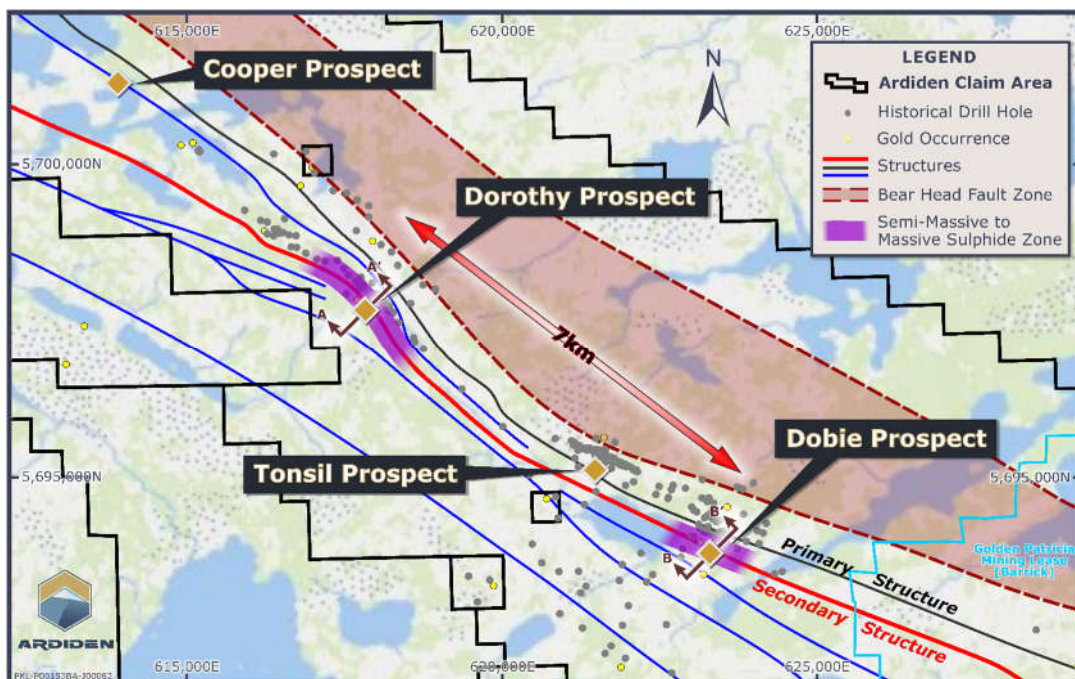 615,000E
620,000E
625,000E
Cooper Prospect
N
LEGEND
Ardiden Claim Area
Historical Drill Hole
Gold Occurrence
Structures
Bear Head Fault Zone
Semi-Massive to
Massive Sulphide Zone
5,700,000N
Dorothy Prospect
A'
A
7km
Dobie Prospect
Tonsil Prospect
5,695,000N
5,695,000N
B'
B
Primary Structure
Secondary Structure
Golden Patricia
Mining Lease
[Barrick]
ARDIDEN
615,000E
620,000E
625,000E